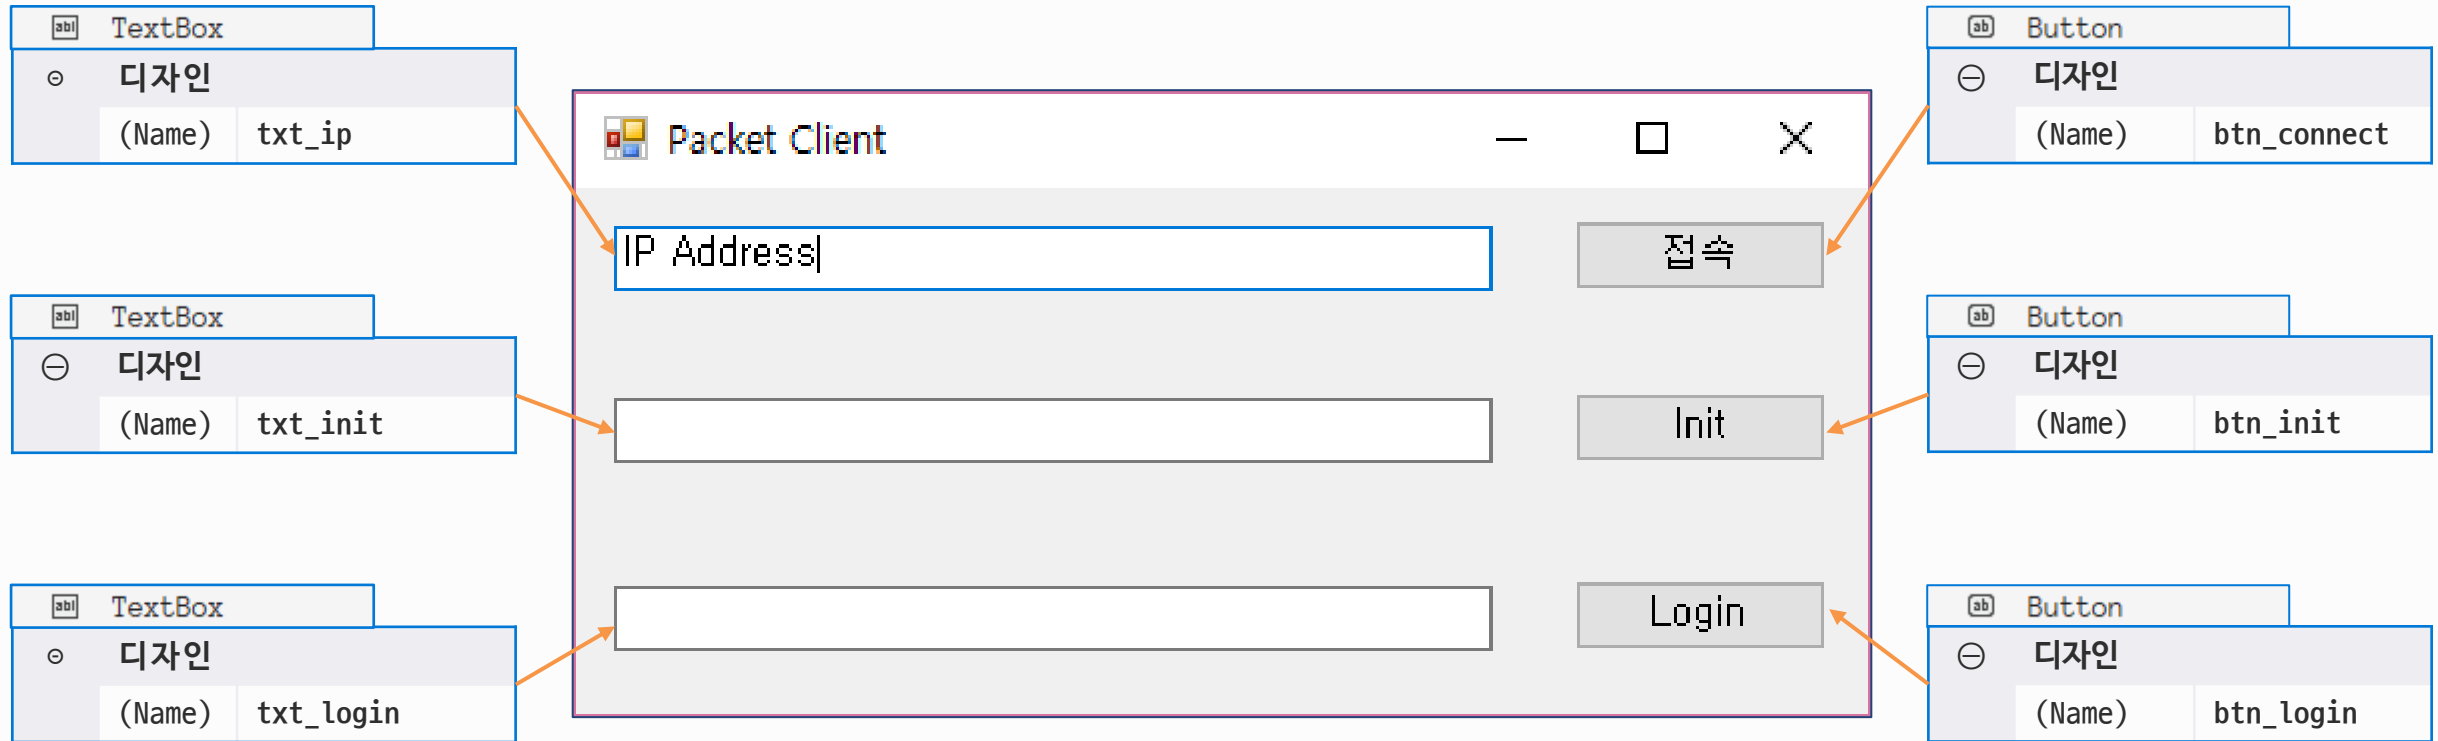 TextBox
디자인
(Name) txt_ip
Button
디자인
(Name) btn_connect
Packet Client
IP Address
접속
TextBox
디자인
(Name) txt_init
Init
Button
디자인
(Name) btn_init
TextBox
디자인
(Name) txt_login
Login
Button
디자인
(Name) btn_login